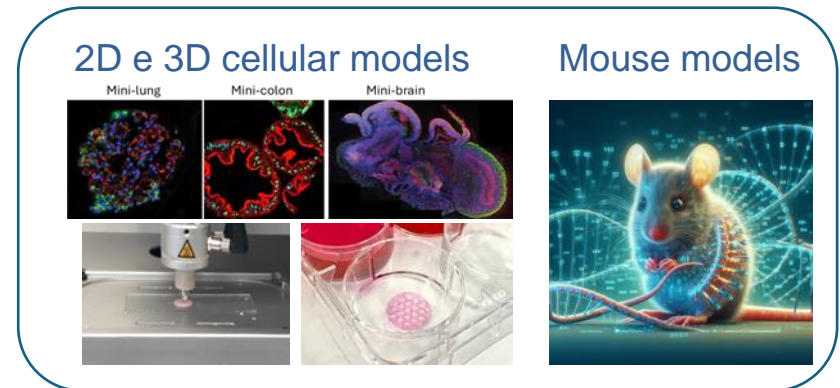 2D e 3D cellular models
Mouse models
Mini-lung
Mini-colon
Mini-brain